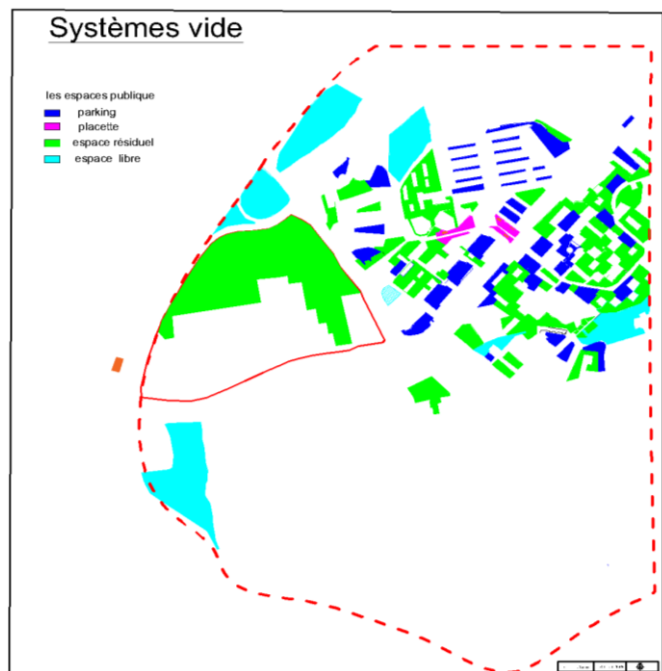 Systèmes vide
les espaces publique
parking
placette
espace résiduel
espace libre